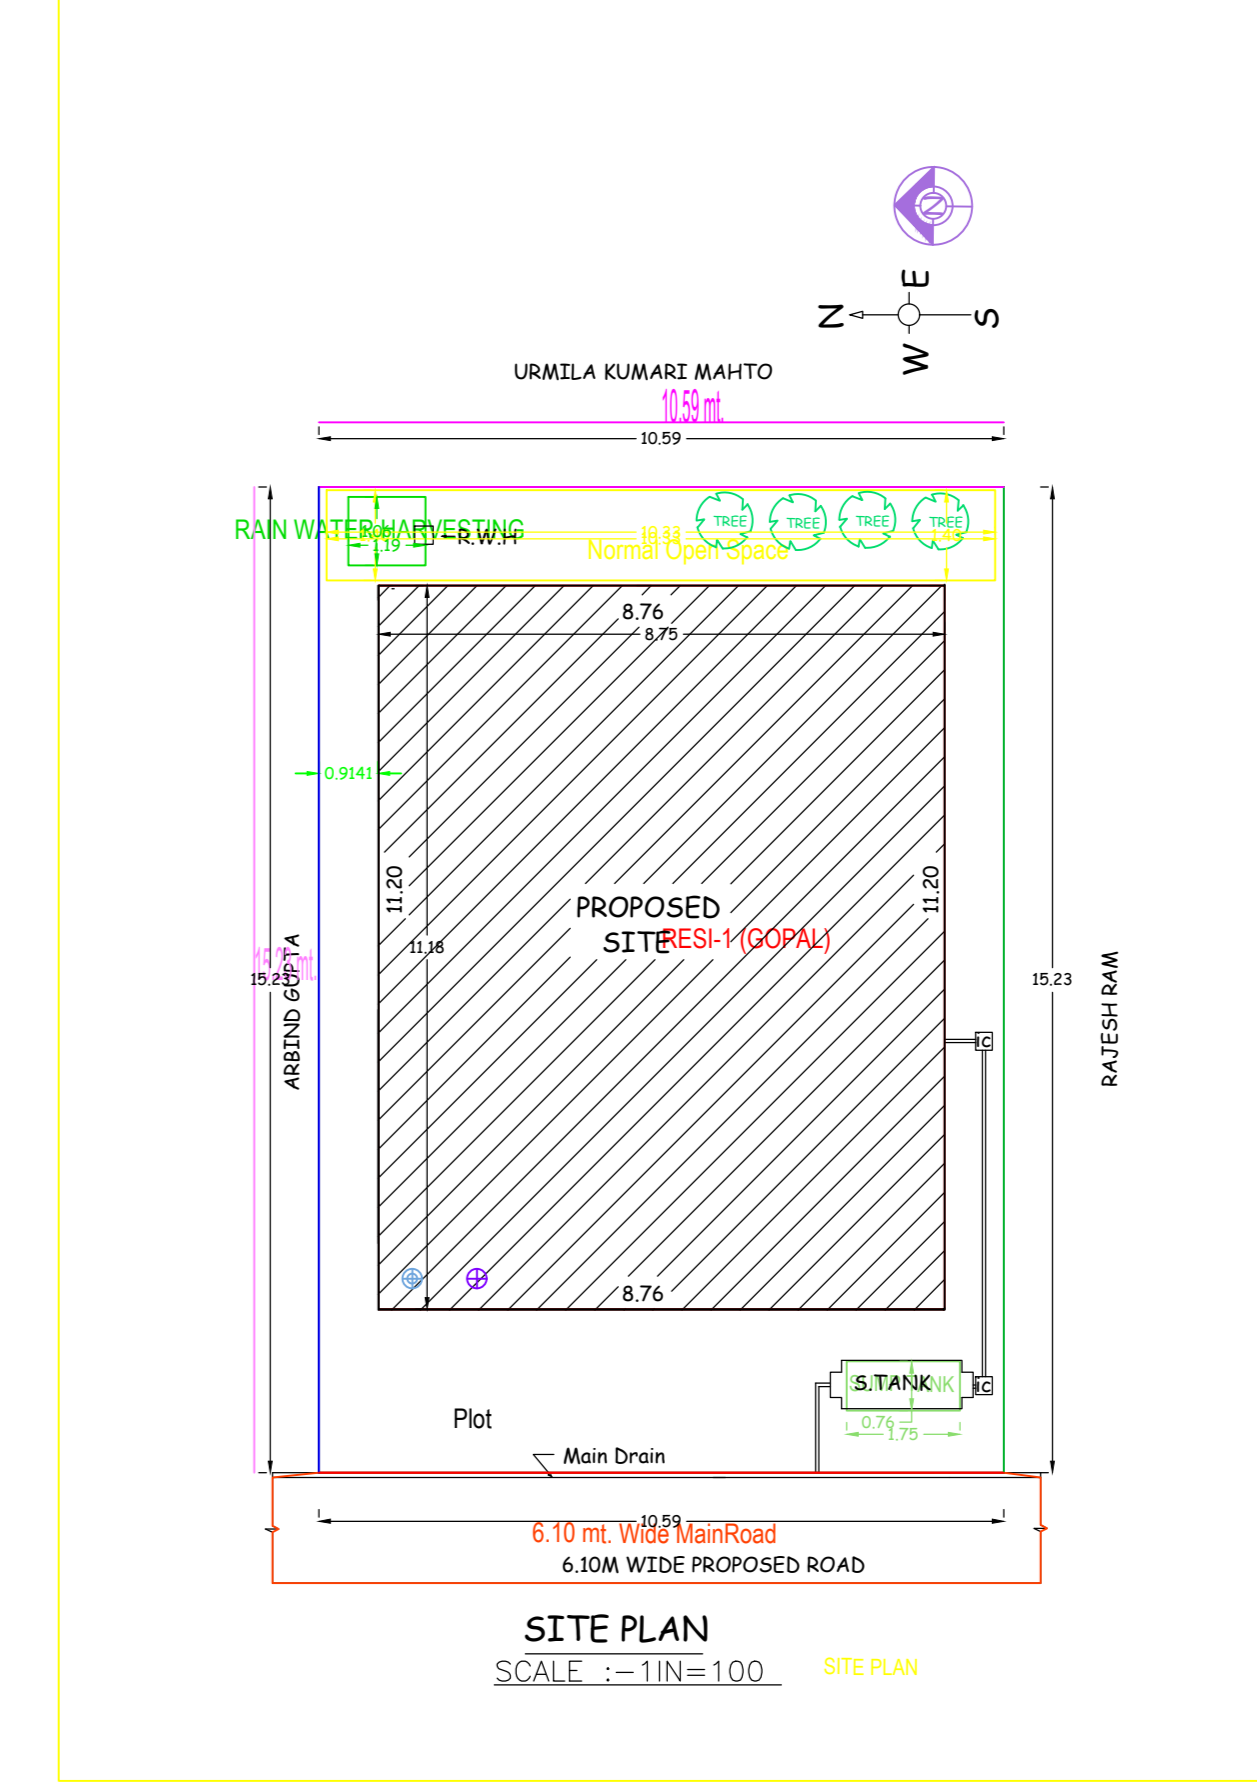 N
E
N
S
W
URMILA KUMARI MAHTO
10.59 mt.
10.59
RAIN WATER HARVESTING
1.19
R.W.H
10.33
Normal Open Space
TREE
TREE
TREE
TREE
8.76
8.75
0.9141
11.20
11.20
PROPOSED
SITE
RESI-1 (GOPAL)
11.18
15.23
ARBIND GUPTA
15.23
RAJESH RAM
IC
8.76
S.TANK
IC
0.76
1.75
Plot
Main Drain
10.59
6.10 mt. Wide MainRoad
6.10M WIDE PROPOSED ROAD
SITE PLAN
SCALE :-1IN=100
SITE PLAN